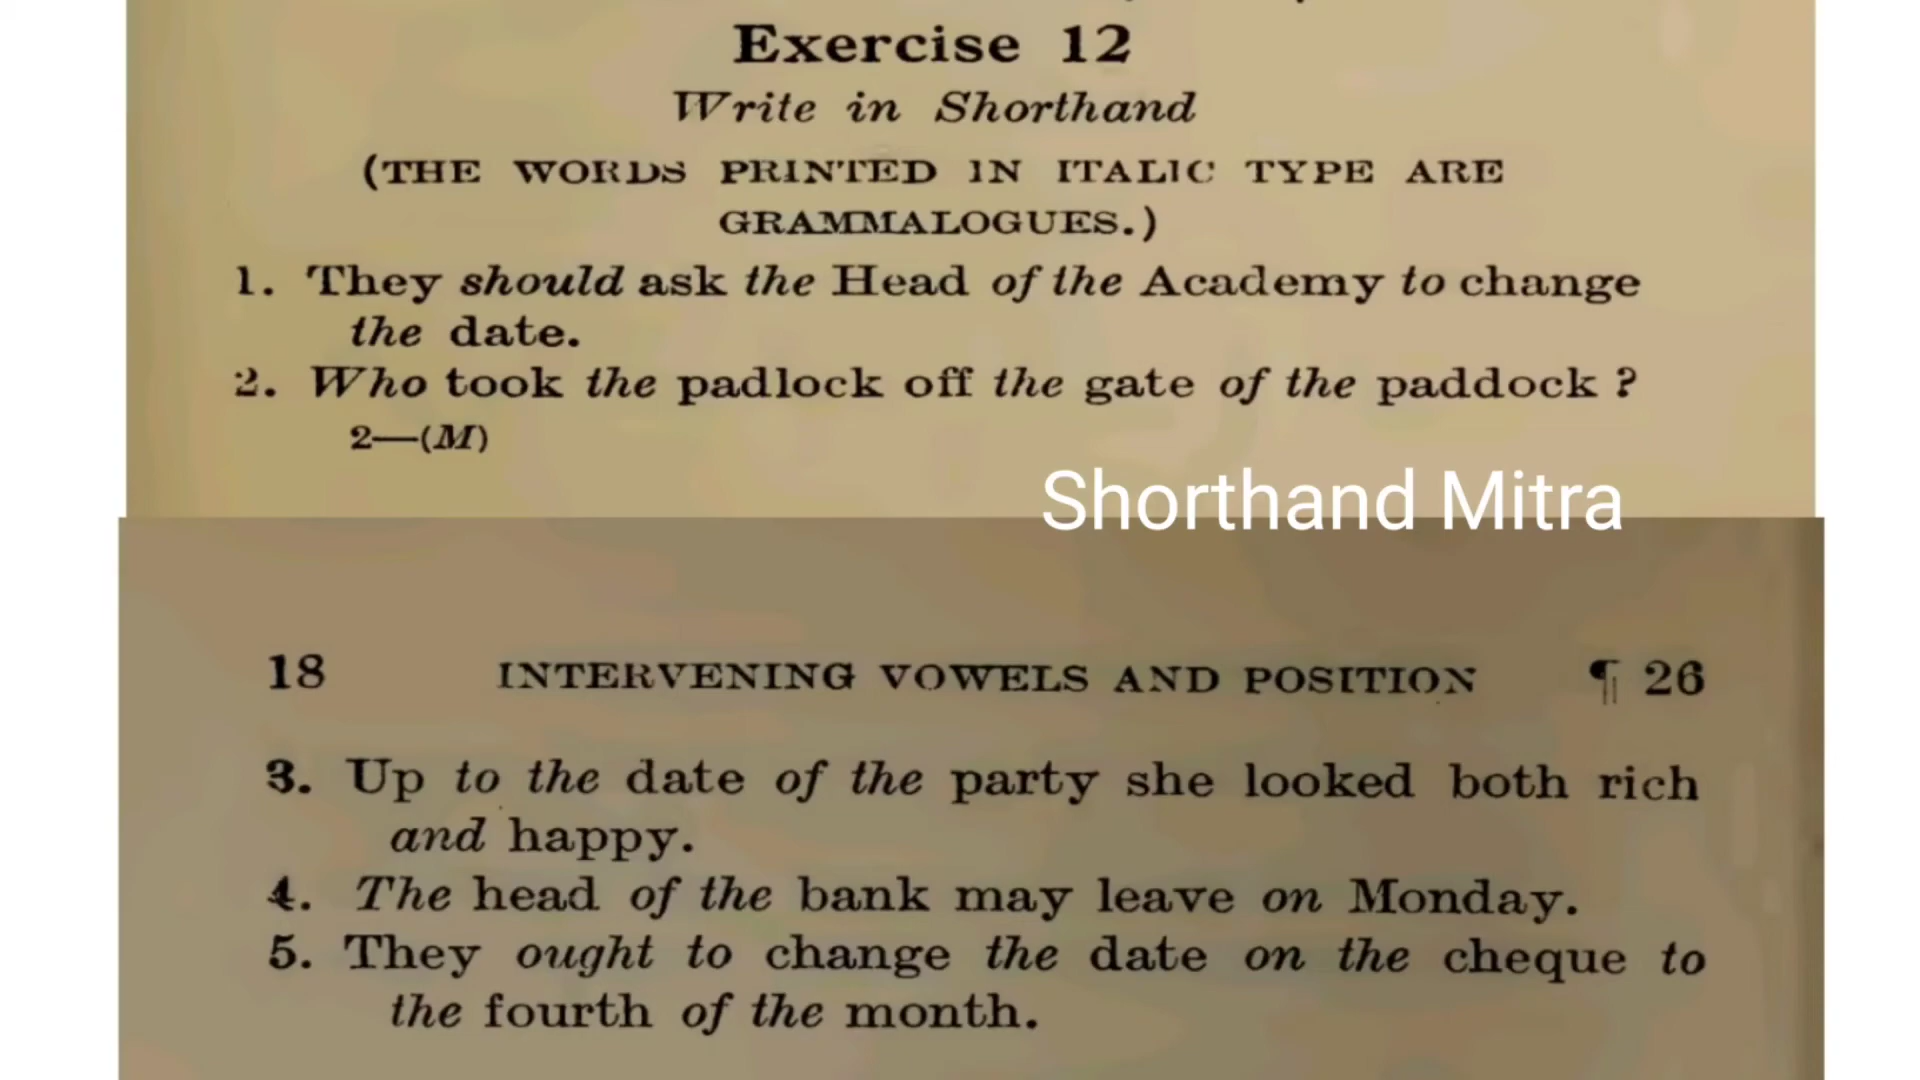 Exercise 12
Write in Shorthand
(THE WORDS PRINTED IN ITALIC TYPE ARE
GRAMMALOGUES.)
1. They should ask the Head of the Academy to change
the date.
2. Who took the padlock off the gate of the paddock ?
2—(M)
Shorthand Mitra
18 INTERVENING VOWELS AND POSITION ¶ 26
3. Up to the date of the party she looked both rich
and happy.
4. The head of the bank may leave on Monday.
5. They ought to change the date on the cheque to
the fourth of the month.